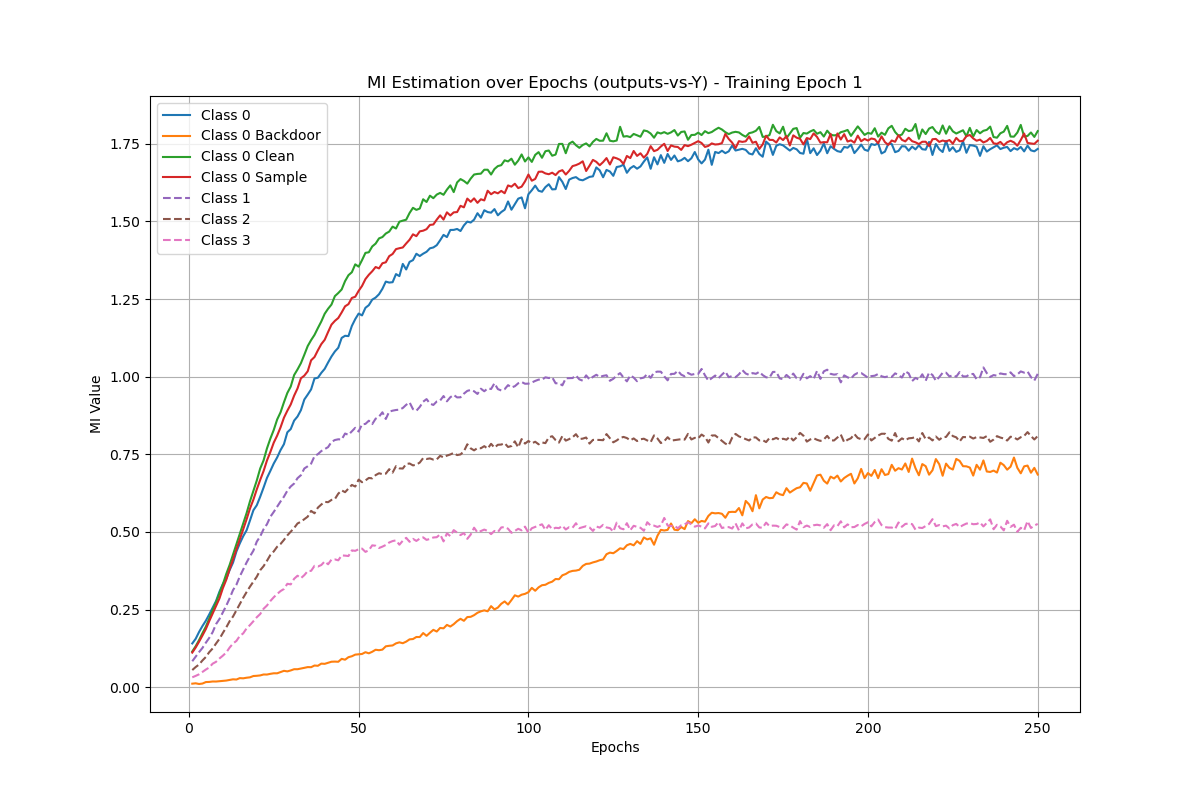 MI Estimation over Epochs (outputs-vs-Y) - Training Epoch 1
Class 0
Class 0 Backdoor
Class 0 Clean
Class 0 Sample
Class 1
Class 2
Class 3
1.75
1.50
1.25
1.00
0.75
0.50
0.25
0.00
MI Value
0 50 100 150 200 250
Epochs